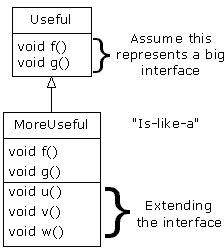 Useful
void f()
void g()
Assume this
represents a big
interface
MoreUseful
"Is-like-a"
void f()
void g()
void u()
void v()
void w()
Extending
the interface